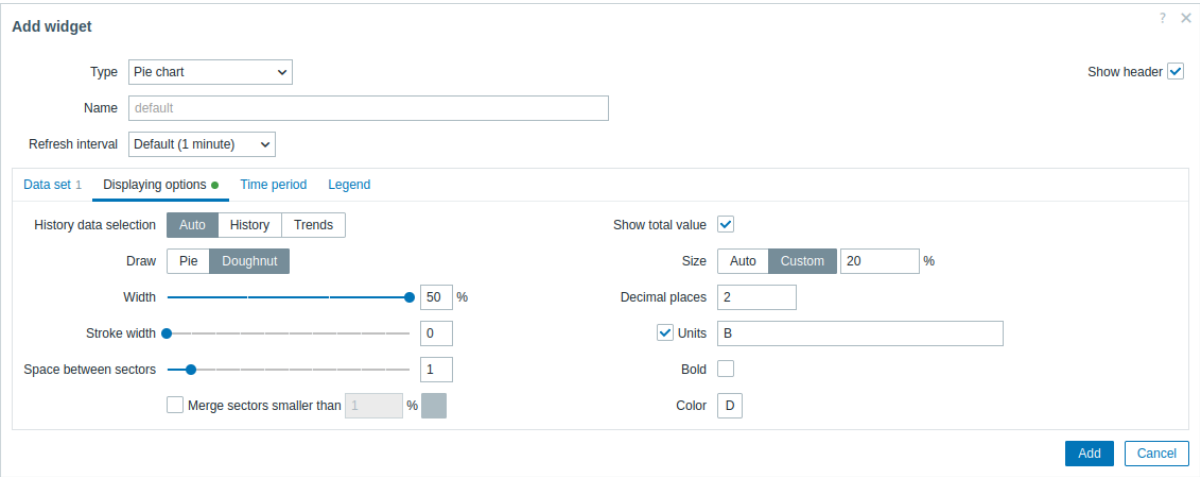 Add widget ?
Type Pie chart Show header
Name default
Refresh interval Default (1 minute)
Data set 1 Displaying options Time period Legend
History data selection Auto History Trends Show total value
Draw Pie Doughnut Size Auto Custom 20 %
Width 50 % Decimal places 2
Stroke width 0 Units B
Space between sectors 1 Bold
Merge sectors smaller than 1 % Color D
Add Cancel